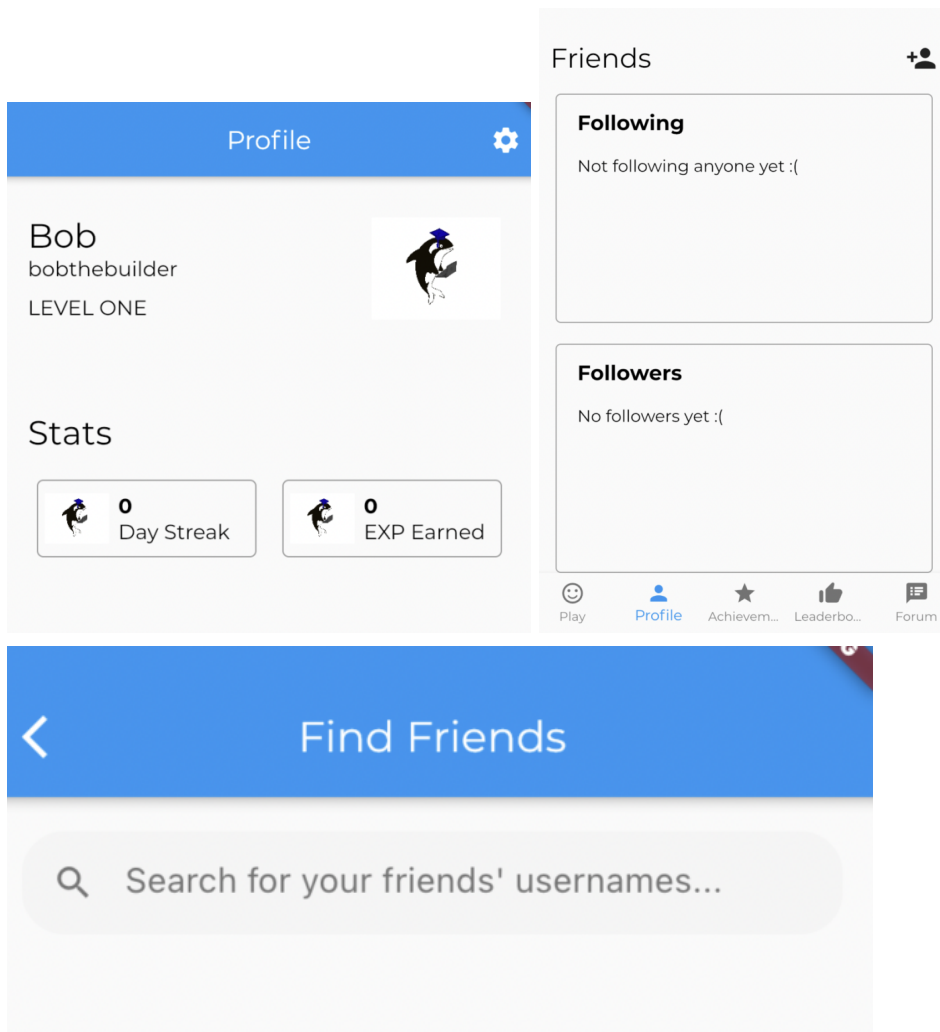 Profile
Bob
bobthebuilder
LEVEL ONE
Stats
0
Day Streak
0
EXP Earned
Friends
Following
Not following anyone yet :(
Followers
No followers yet :(
Play
Profile
Achievem...
Leaderbo...
Forum
Find Friends
Search for your friends' usernames...